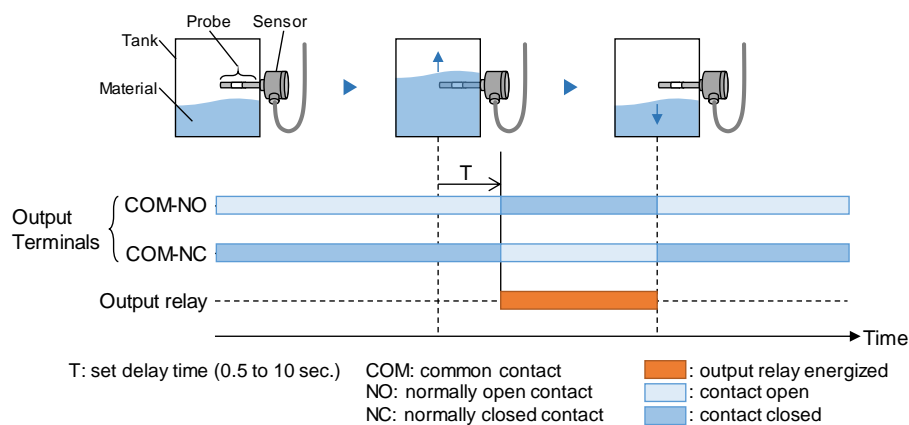 Probe
Sensor
Tank
Material
T
Output
Terminals
COM-NO
COM-NC
Output relay
Time
T: set delay time (0.5 to 10 sec.)
COM: common contact
NO: normally open contact
NC: normally closed contact
: output relay energized
: contact open
: contact closed